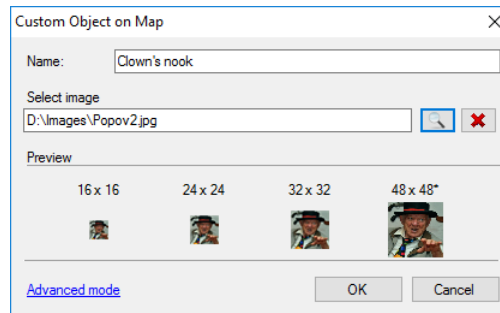 Custom Object on Map
Name: Clown's nook
Select image
D:\Images\Popov2.jpg
Preview
16 x 16 24 x 24 32 x 32 48 x 48*
Advanced mode OK Cancel